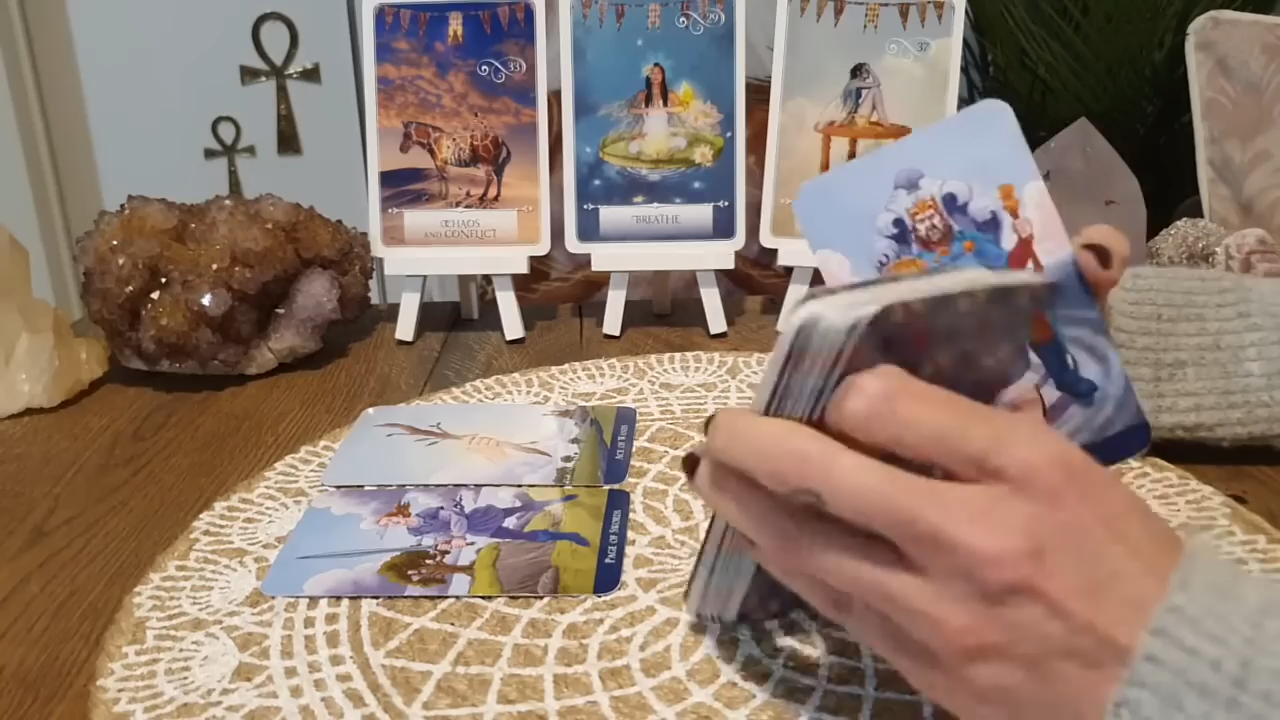 33
CHAOS
AND CONFLICT
29
BREATHE
37
ACE OF WANDS
PAGE OF SWORDS